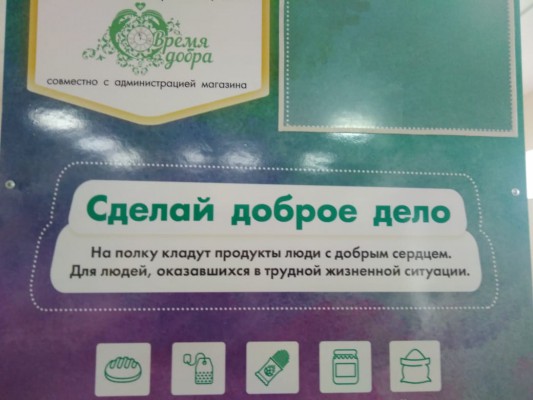 Время
добра
совместно с администрацией магазина
Сделай доброе дело
На полку кладут продукты люди с добрым сердцем.
Для людей, оказавшихся в трудной жизненной ситуации.